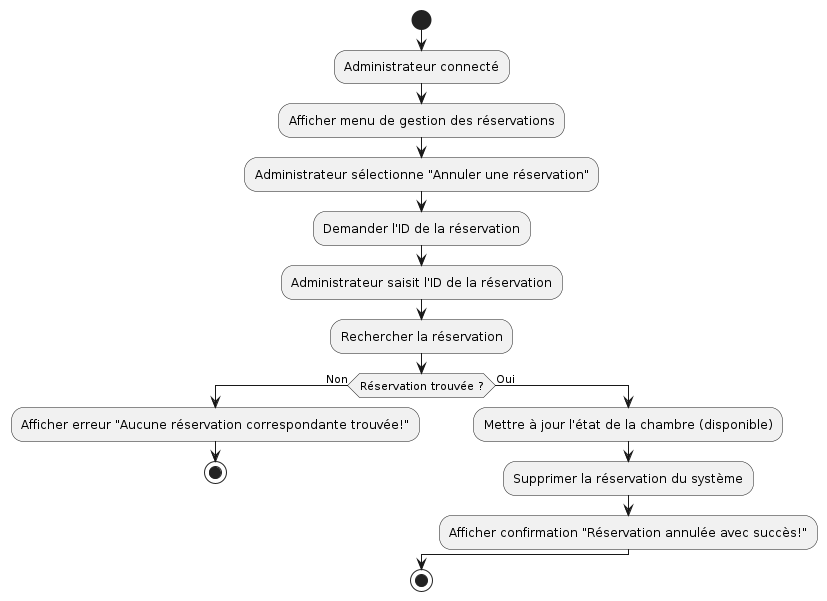 Administrateur connecté
Afficher menu de gestion des réservations
Administrateur sélectionne "Annuler une réservation"
Demander l'ID de la réservation
Administrateur saisit l'ID de la réservation
Rechercher la réservation
Non
Réservation trouvée ?
Oui
Afficher erreur "Aucune réservation correspondante trouvée!"
Mettre à jour l'état de la chambre (disponible)
Supprimer la réservation du système
Afficher confirmation "Réservation annulée avec succès!"